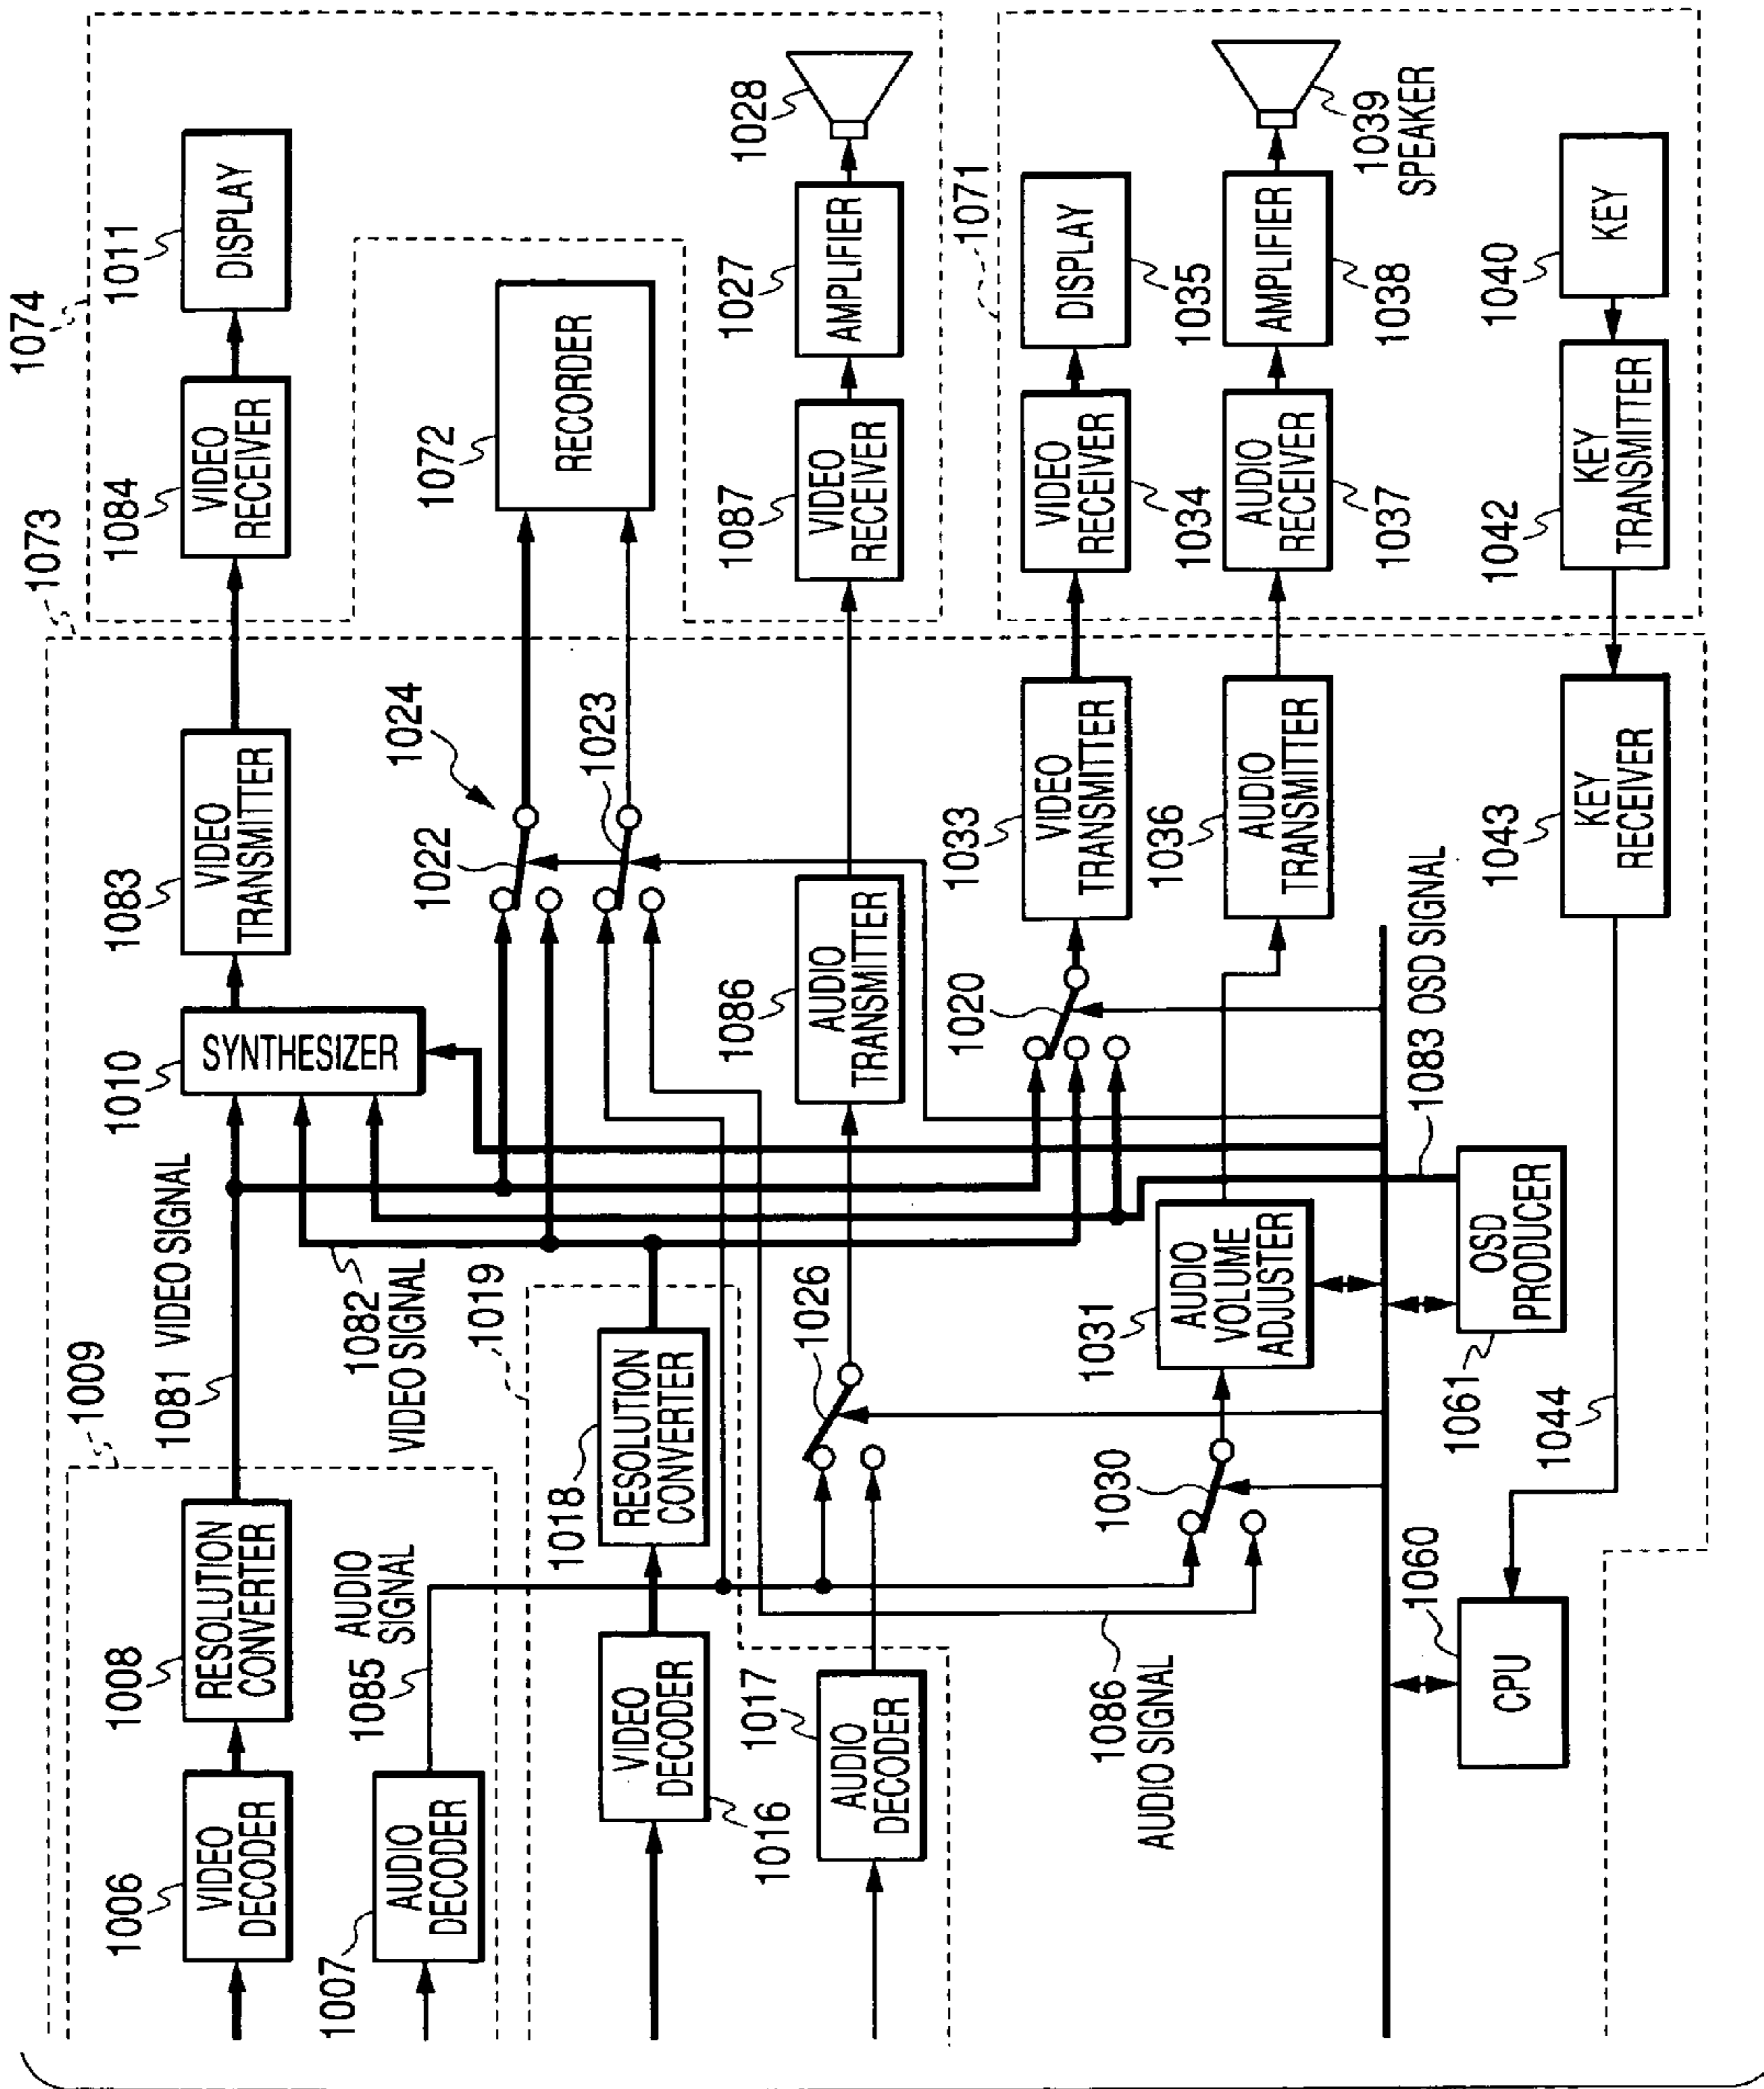 1074
1011
DISPLAY
1084
VIDEO
RECEIVER
1073
1083
VIDEO
TRANSMITTER
1010
SYNTHESIZER
1081 VIDEO SIGNAL
1082
VIDEO SIGNAL
1009
1008
RESOLUTION
CONVERTER
1006
VIDEO
DECODER
1007
AUDIO
DECODER
1085
AUDIO
SIGNAL
1072
RECORDER
1024
1022
1023
1028
1027
AMPLIFIER
1087
VIDEO
RECEIVER
1086
AUDIO
TRANSMITTER
1019
1018
RESOLUTION
CONVERTER
1016
VIDEO
DECODER
1017
AUDIO
DECODER
1026
1071
DISPLAY
1035
VIDEO
RECEIVER
1034
1033
VIDEO
TRANSMITTER
1020
1039
SPEAKER
AMPLIFIER
1038
AUDIO
RECEIVER
1037
1036
AUDIO
TRANSMITTER
1031
AUDIO
VOLUME
ADJUSTER
1030
1086
AUDIO SIGNAL
1083 OSD SIGNAL
OSD
PRODUCER
1061
1040
KEY
1042
KEY
TRANSMITTER
1043
KEY
RECEIVER
1044
1060
CPU